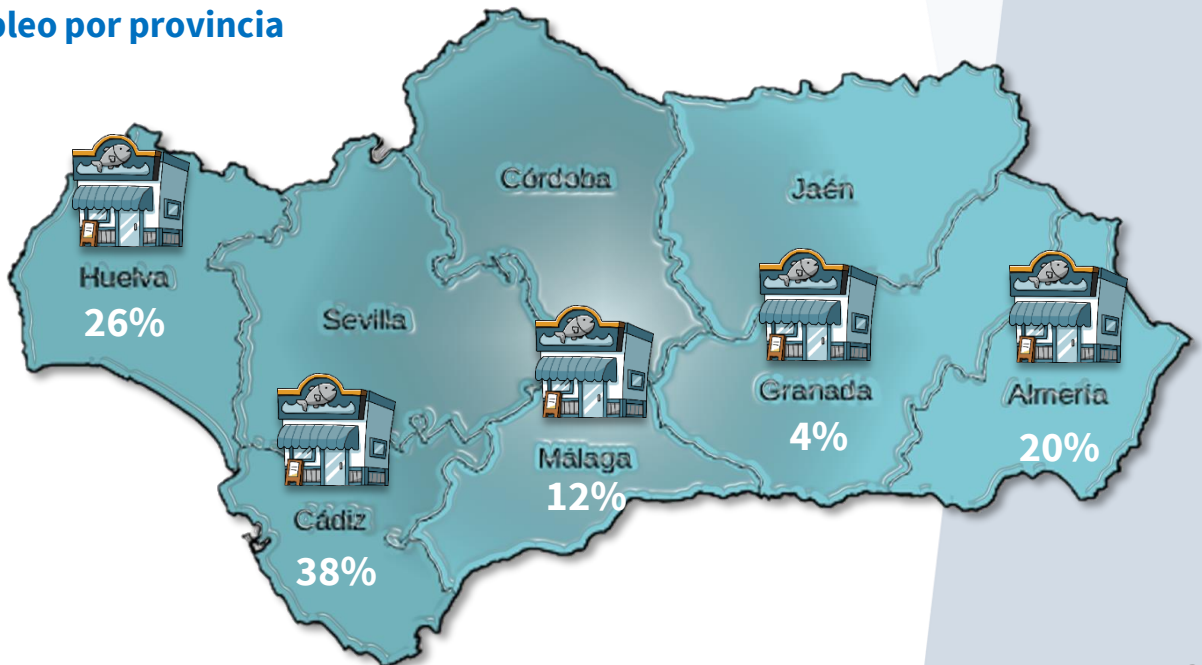 pleo por provincia
Córdoba
Jaén
Huelva
26%
Sevilla
Granada
4%
Almería
20%
Málaga
12%
Cádiz
38%